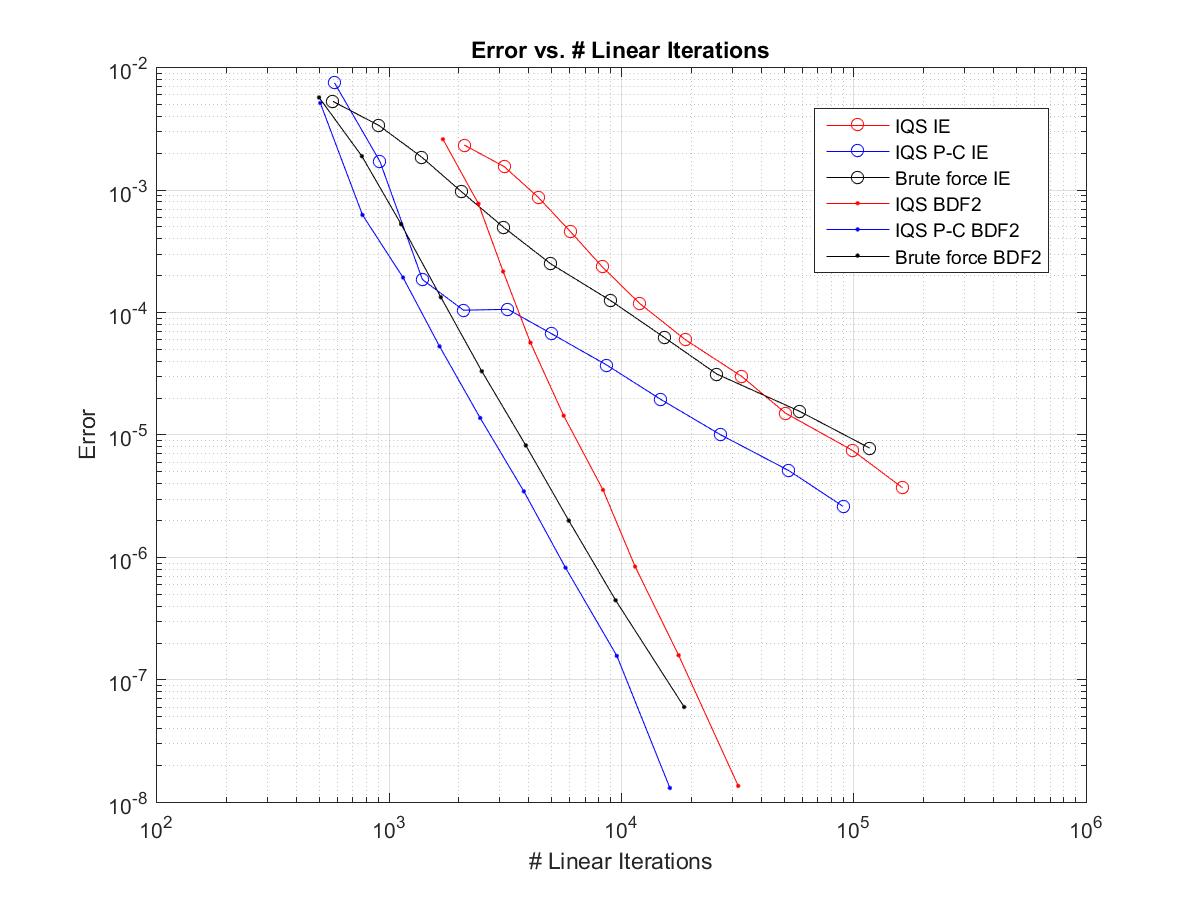 Error vs. # Linear Iterstions
IQS IE
IQS P-C IE
Brute force IE
IQS BDF2
IQS P-C BDF2
Brute force BDF2
Error
10^-2
10^-3
10^-4
10^-5
10^-6
10^-7
10^-8
10^2
10^3
10^4
10^5
10^6
# Linear Iterstions